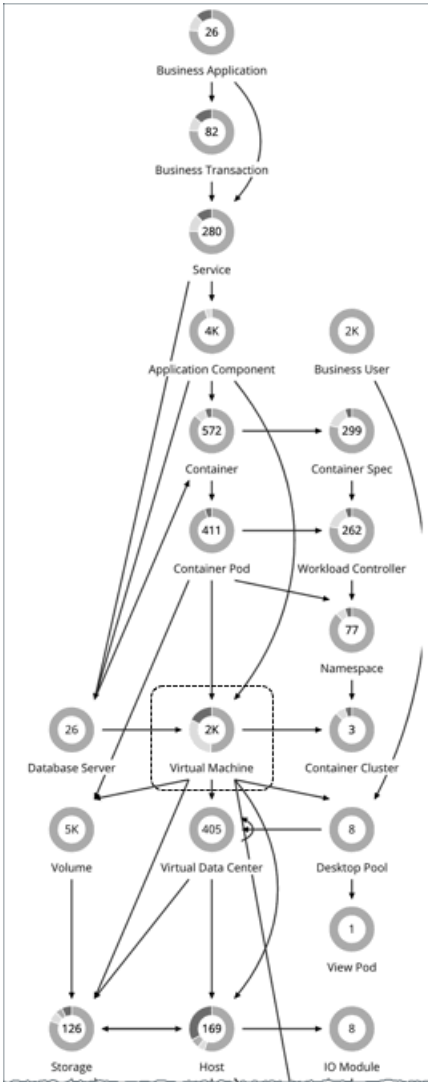 26
Business Application
82
Business Transaction
280
Service
4K
Application Component
2K
Business User
572
Container
299
Container Spec
411
Container Pod
262
Workload Controller
77
Namespace
26
Database Server
2K
Virtual Machine
3
Container Cluster
5K
Volume
405
Virtual Data Center
8
Desktop Pool
1
View Pod
126
Storage
169
Host
8
IO Module